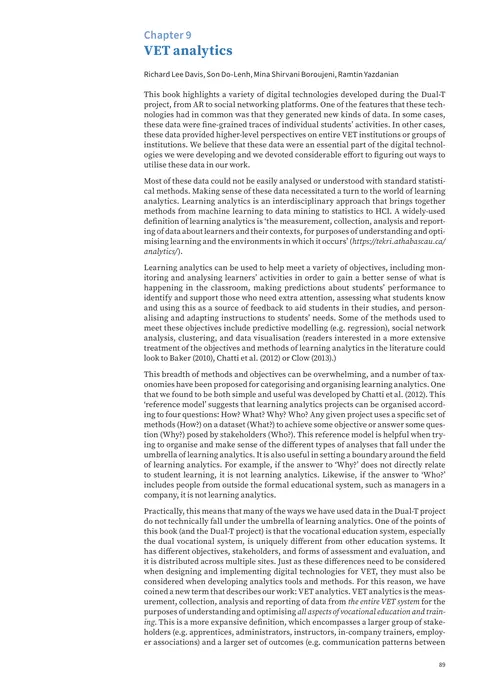 Chapter 9
VET analytics
Richard Lee Davis, Son Do-Lenh, Mina Shirvani Boroujeni, Ramtin Yazdanian
This book highlights a variety of digital technologies developed during the Dual-T
project, from AR to social networking platforms. One of the features that these tech-
nologies had in common was that they generated new kinds of data. In some cases,
these data were fine-grained traces of individual students' activities. In other cases,
these data provided higher-level perspectives on entire VET institutions or groups of
institutions. We believe that these data were an essential part of the digital technol-
ogies we were developing and we devoted considerable effort to figuring out ways to
utilise these data in our work.
Most of these data could not be easily analysed or understood with standard statisti-
cal methods. Making sense of these data necessitated a turn to the world of learning
analytics. Learning analytics is an interdisciplinary approach that brings together
methods from machine learning to data mining to statistics to HCI. A widely-used
definition of learning analytics is 'the measurement, collection, analysis and report-
ing of data about learners and their contexts, for purposes of understanding and opti-
mising learning and the environments in which it occurs' (https://tekri.athabascau.ca/
analytics/).
Learning analytics can be used to help meet a variety of objectives, including mon-
itoring and analysing learners' activities in order to gain a better sense of what is
happening in the classroom, making predictions about students' performance to
identify and support those who need extra attention, assessing what students know
and using this as a source of feedback to aid students in their studies, and person-
alising and adapting instructions to students' needs. Some of the methods used to
meet these objectives include predictive modelling (e.g. regression), social network
analysis, clustering, and data visualisation (readers interested in a more extensive
treatment of the objectives and methods of learning analytics in the literature could
look to Baker (2010), Chatti et al. (2012) or Clow (2013).)
This breadth of methods and objectives can be overwhelming, and a number of tax-
onomies have been proposed for categorising and organising learning analytics. One
that we found to be both simple and useful was developed by Chatti et al. (2012). This
'reference model' suggests that learning analytics projects can be organised accord-
ing to four questions: How? What? Why? Who? Any given project uses a specific set of
methods (How?) on a dataset (What?) to achieve some objective or answer some ques-
tion (Why?) posed by stakeholders (Who?). This reference model is helpful when try-
ing to organise and make sense of the different types of analyses that fall under the
umbrella of learning analytics. It is also useful in setting a boundary around the field
of learning analytics. For example, if the answer to 'Why?' does not directly relate
to student learning, it is not learning analytics. Likewise, if the answer to 'Who?'
includes people from outside the formal educational system, such as managers in a
company, it is not learning analytics.
Practically, this means that many of the ways we have used data in the Dual-T project
do not technically fall under the umbrella of learning analytics. One of the points of
this book (and the Dual-T project) is that the vocational education system, especially
the dual vocational system, is uniquely different from other education systems. It
has different objectives, stakeholders, and forms of assessment and evaluation, and
it is distributed across multiple sites. Just as these differences need to be considered
when designing and implementing digital technologies for VET, they must also be
considered when developing analytics tools and methods. For this reason, we have
coined a new term that describes our work: VET analytics. VET analytics is the meas-
urement, collection, analysis and reporting of data from the entire VET system for the
purposes of understanding and optimising all aspects of vocational education and train-
ing. This is a more expansive definition, which encompasses a larger group of stake-
holders (e.g. apprentices, administrators, instructors, in-company trainers, employ-
er associations) and a larger set of outcomes (e.g. communication patterns between
89